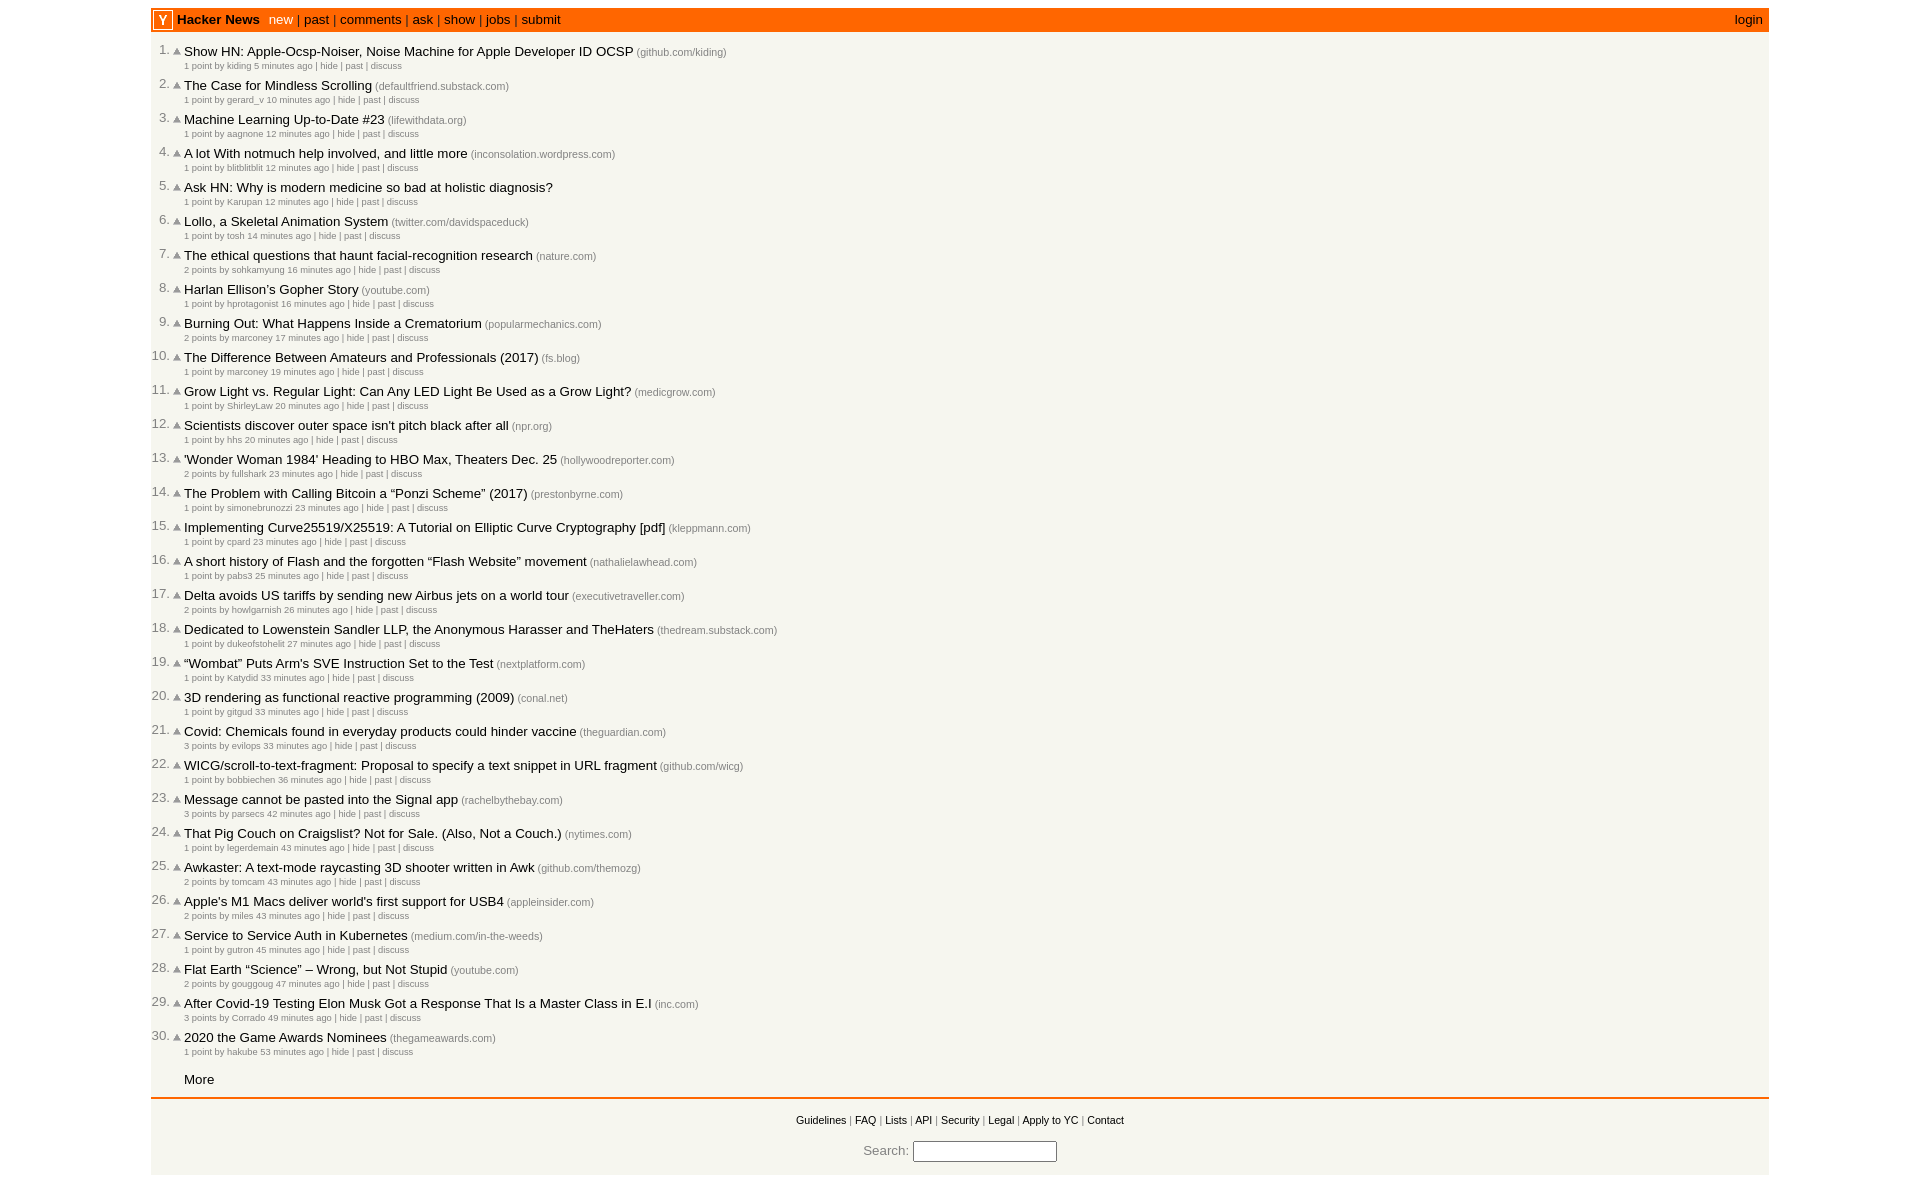 Y Hacker News new | past | comments | ask | show | jobs | submit login
1. Show HN: Apple-Ocsp-Noiser, Noise Machine for Apple Developer ID OCSP (github.com/kiding)
1 point by kiding 5 minutes ago | hide | past | discuss
2. The Case for Mindless Scrolling (defaultfriend.substack.com)
1 point by gerard_v 10 minutes ago | hide | past | discuss
3. Machine Learning Up-to-Date #23 (lifewithdata.org)
1 point by aagnone 12 minutes ago | hide | past | discuss
4. A lot With notmuch help involved, and little more (inconsolation.wordpress.com)
1 point by blitblitblit 12 minutes ago | hide | past | discuss
5. Ask HN: Why is modern medicine so bad at holistic diagnosis?
1 point by Karupan 12 minutes ago | hide | past | discuss
6. Lollo, a Skeletal Animation System (twitter.com/davidspaceduck)
1 point by tosh 14 minutes ago | hide | past | discuss
7. The ethical questions that haunt facial-recognition research (nature.com)
2 points by sohkamyung 16 minutes ago | hide | past | discuss
8. Harlan Ellison’s Gopher Story (youtube.com)
1 point by hprotagonist 16 minutes ago | hide | past | discuss
9. Burning Out: What Happens Inside a Crematorium (popularmechanics.com)
2 points by marconey 17 minutes ago | hide | past | discuss
10. The Difference Between Amateurs and Professionals (2017) (fs.blog)
1 point by marconey 19 minutes ago | hide | past | discuss
11. Grow Light vs. Regular Light: Can Any LED Light Be Used as a Grow Light? (medicgrow.com)
1 point by ShirleyLaw 20 minutes ago | hide | past | discuss
12. Scientists discover outer space isn't pitch black after all (npr.org)
1 point by hhs 20 minutes ago | hide | past | discuss
13. 'Wonder Woman 1984' Heading to HBO Max, Theaters Dec. 25 (hollywoodreporter.com)
2 points by fullshark 23 minutes ago | hide | past | discuss
14. The Problem with Calling Bitcoin a “Ponzi Scheme” (2017) (prestonbyrne.com)
1 point by simonebrunozzi 23 minutes ago | hide | past | discuss
15. Implementing Curve25519/X25519: A Tutorial on Elliptic Curve Cryptography [pdf] (kleppmann.com)
1 point by cpard 23 minutes ago | hide | past | discuss
16. A short history of Flash and the forgotten “Flash Website” movement (nathalielawhead.com)
1 point by pabs3 25 minutes ago | hide | past | discuss
17. Delta avoids US tariffs by sending new Airbus jets on a world tour (executivetraveller.com)
2 points by howlgarnish 26 minutes ago | hide | past | discuss
18. Dedicated to Lowenstein Sandler LLP, the Anonymous Harasser and TheHaters (thedream.substack.com)
1 point by dukeofstohelit 27 minutes ago | hide | past | discuss
19. “Wombat” Puts Arm's SVE Instruction Set to the Test (nextplatform.com)
1 point by Katydid 33 minutes ago | hide | past | discuss
20. 3D rendering as functional reactive programming (2009) (conal.net)
1 point by gitgud 33 minutes ago | hide | past | discuss
21. Covid: Chemicals found in everyday products could hinder vaccine (theguardian.com)
3 points by evilops 33 minutes ago | hide | past | discuss
22. WICG/scroll-to-text-fragment: Proposal to specify a text snippet in URL fragment (github.com/wicg)
1 point by bobbiechen 36 minutes ago | hide | past | discuss
23. Message cannot be pasted into the Signal app (rachelbythebay.com)
3 points by parsecs 42 minutes ago | hide | past | discuss
24. That Pig Couch on Craigslist? Not for Sale. (Also, Not a Couch.) (nytimes.com)
1 point by legerdemain 43 minutes ago | hide | past | discuss
25. Awkaster: A text-mode raycasting 3D shooter written in Awk (github.com/themozg)
2 points by tomcam 43 minutes ago | hide | past | discuss
26. Apple's M1 Macs deliver world's first support for USB4 (appleinsider.com)
2 points by miles 43 minutes ago | hide | past | discuss
27. Service to Service Auth in Kubernetes (medium.com/in-the-weeds)
1 point by gutron 45 minutes ago | hide | past | discuss
28. Flat Earth “Science” – Wrong, but Not Stupid (youtube.com)
2 points by gouggoug 47 minutes ago | hide | past | discuss
29. After Covid-19 Testing Elon Musk Got a Response That Is a Master Class in E.I (inc.com)
3 points by Corrado 49 minutes ago | hide | past | discuss
30. 2020 the Game Awards Nominees (thegameawards.com)
1 point by hakube 53 minutes ago | hide | past | discuss
More
Guidelines | FAQ | Lists | API | Security | Legal | Apply to YC | Contact
Search: